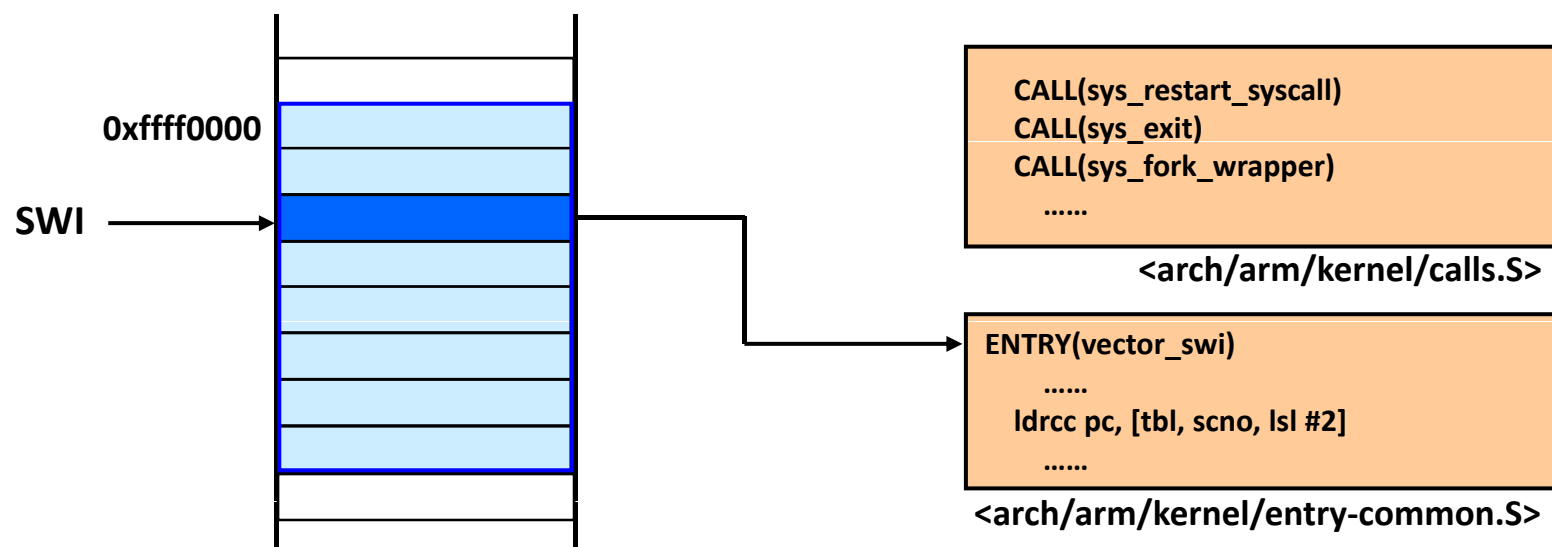 0xffff0000
SWI
CALL(sys_restart_syscall)
CALL(sys_exit)
CALL(sys_fork_wrapper)
……
<arch/arm/kernel/calls.S>
ENTRY(vector_swi)
……
ldrcc pc, [tbl, scno, lsl #2]
……
<arch/arm/kernel/entry-common.S>